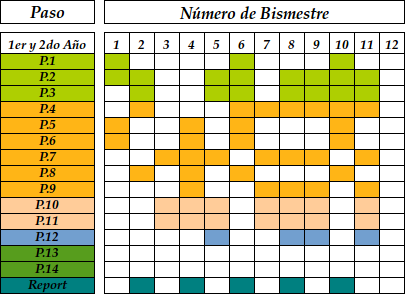 Paso Número de Bismestre
1er y 2do Año 1 2 3 4 5 6 7 8 9 10 11 12
P.1
P.2
P.3
P.4
P.5
P.6
P.7
P.8
P.9
P.10
P.11
P.12
P.13
P.14
Report